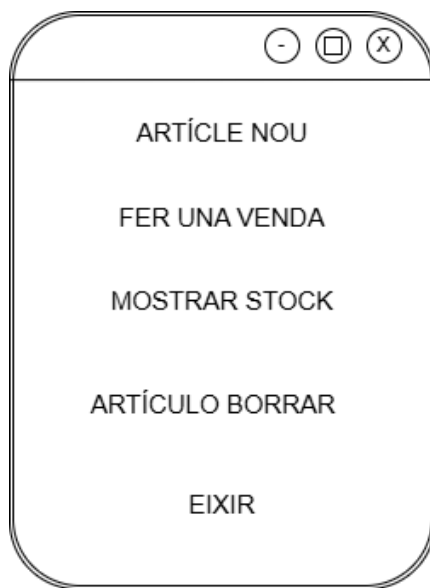 - X
ARTÍCLE NOU
FER UNA VENDA
MOSTRAR STOCK
ARTÍCULO BORRAR
EIXIR